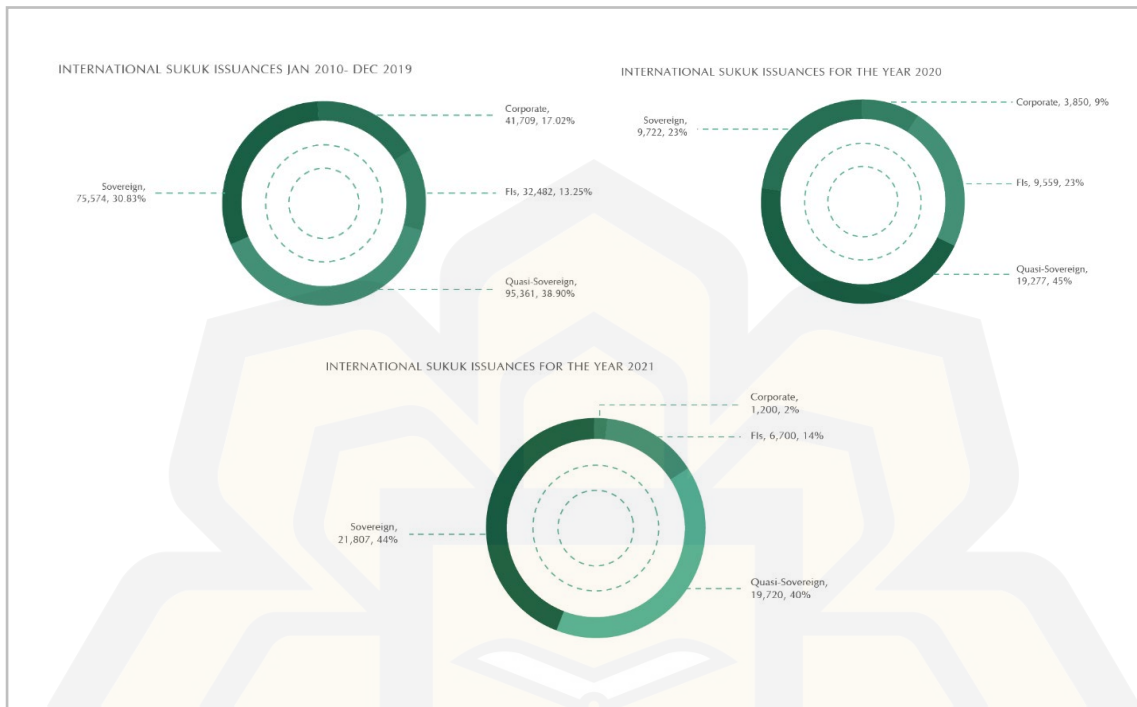 INTERNATIONAL SUKUK ISSUANCES JAN 2010- DEC 2019
Corporate,
41,709, 17.02%
Sovereign,
75,574, 30.83%
FIs, 32,482, 13.25%
Quasi-Sovereign,
95,361, 38.90%
INTERNATIONAL SUKUK ISSUANCES FOR THE YEAR 2020
Corporate, 3,850, 9%
Sovereign,
9,722, 23%
FIs, 9,559, 23%
Quasi-Sovereign,
19,277, 45%
INTERNATIONAL SUKUK ISSUANCES FOR THE YEAR 2021
Corporate,
1,200, 2%
FIs, 6,700, 14%
Sovereign,
21,807, 44%
Quasi-Sovereign,
19,720, 40%